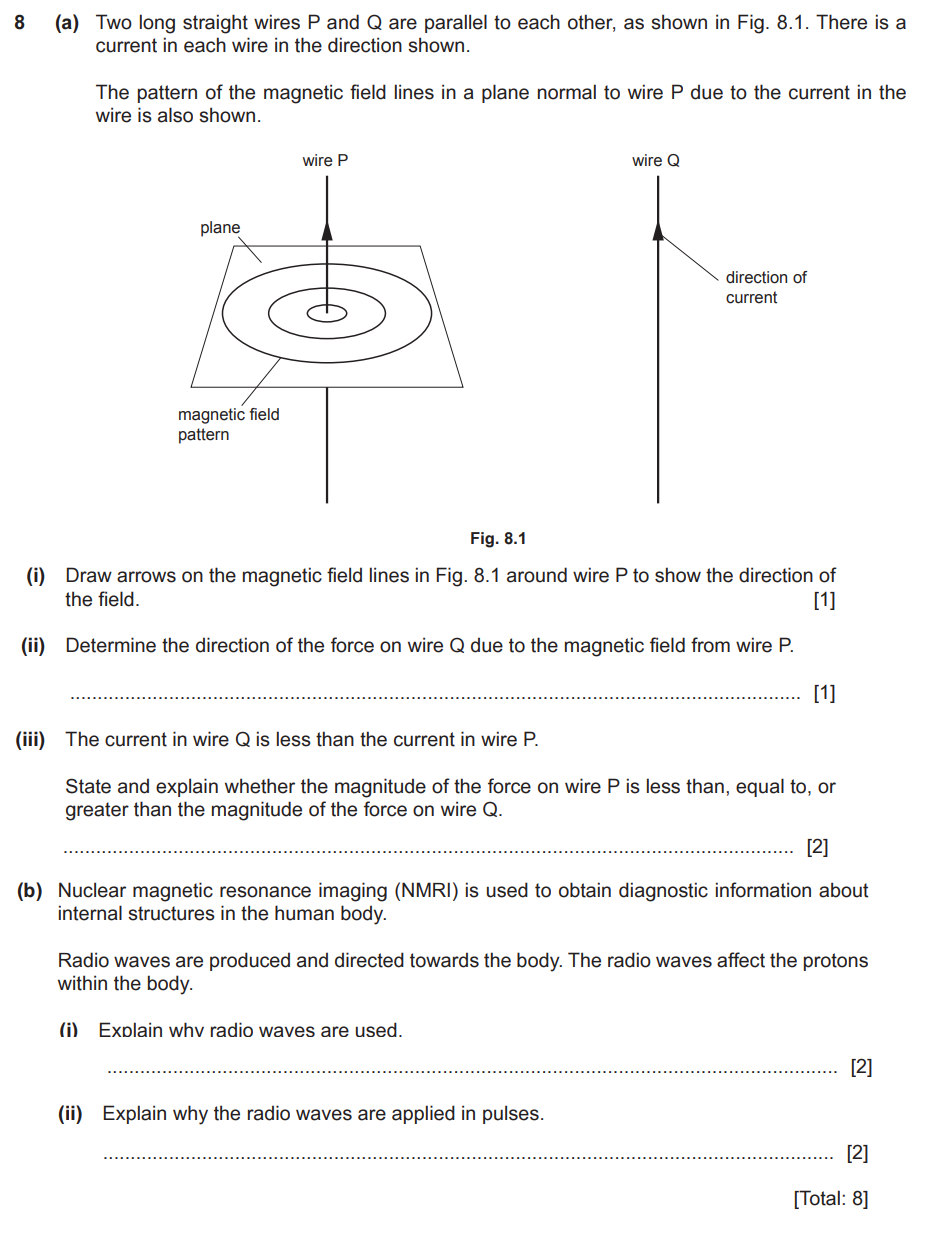 8 (a) Two long straight wires P and Q are parallel to each other, as shown in Fig. 8.1. There is a
current in each wire in the direction shown.
The pattern of the magnetic field lines in a plane normal to wire P due to the current in the
wire is also shown.
wire P
wire Q
plane
direction of
current
magnetic field
pattern
Fig. 8.1
(i) Draw arrows on the magnetic field lines in Fig. 8.1 around wire P to show the direction of
the field. [1]
(ii) Determine the direction of the force on wire Q due to the magnetic field from wire P.
[1]
(iii) The current in wire Q is less than the current in wire P.
State and explain whether the magnitude of the force on wire P is less than, equal to, or
greater than the magnitude of the force on wire Q.
[2]
(b) Nuclear magnetic resonance imaging (NMRI) is used to obtain diagnostic information about
internal structures in the human body.
Radio waves are produced and directed towards the body. The radio waves affect the protons
within the body.
(i) Explain why radio waves are used.
[2]
(ii) Explain why the radio waves are applied in pulses.
[2]
[Total: 8]